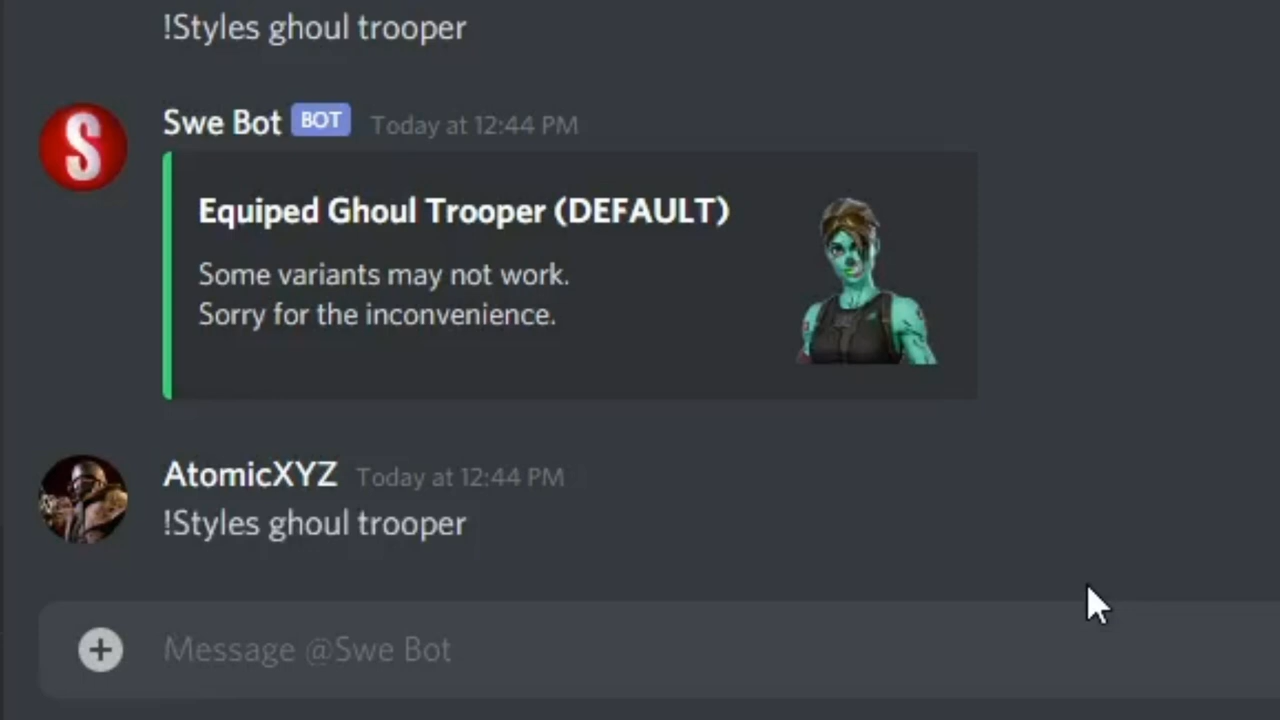 !Styles ghoul trooper
S
Swe Bot BOT Today at 12:44 PM
Equiped Ghoul Trooper (DEFAULT)
Some variants may not work.
Sorry for the inconvenience.
AtomicXYZ Today at 12:44 PM
!Styles ghoul trooper
Message @Swe Bot